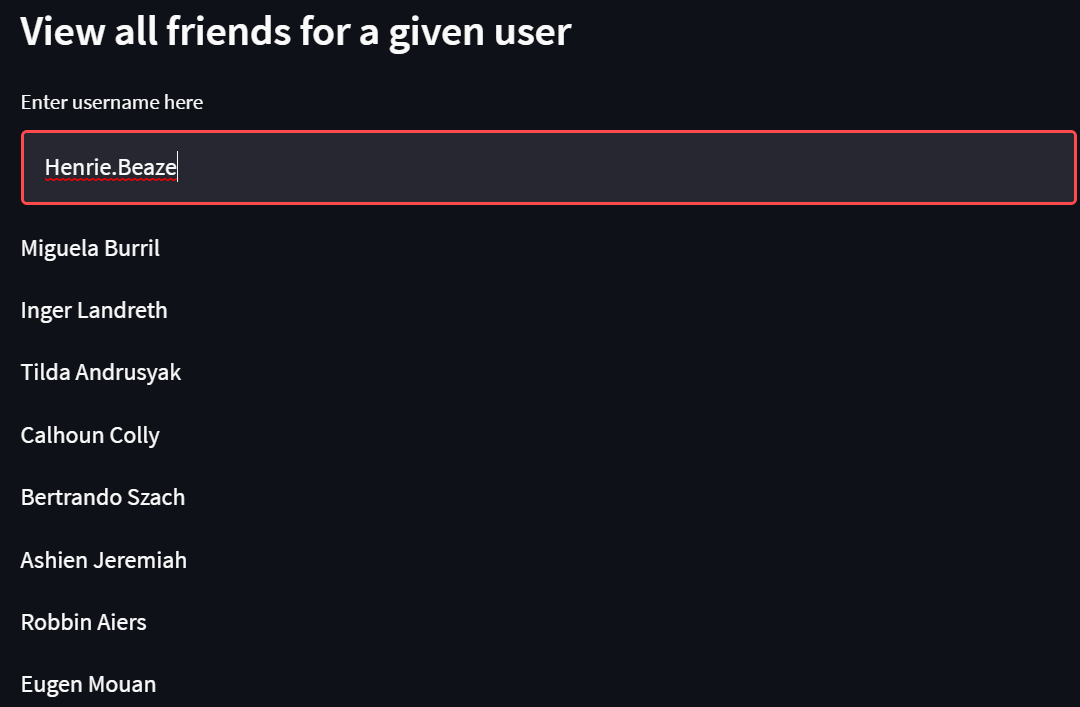 View all friends for a given user
Enter username here
Henrie.Beaze
Miguela Burril
Inger Landreth
Tilda Andrusyak
Calhoun Colly
Bertrando Szach
Ashien Jeremiah
Robbin Aiers
Eugen Mouan